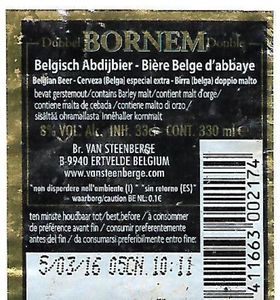 Dubbel BORNEM Double
Belgisch Abdijbier - Bière Belge d'abbaye
Belgian Beer - Cerveza (Belga) especial extra - Birra (belga) doppio malto
bevat gerstemout/contains Barley malt/contient malt d'orge/
contiene malta de cebada / contiene malto di orzo /
sisältää ohramallasta Innehåller kornmalt
8% VOL. ALC. INH. 33 CONT. 330 ml e
Br. VAN STEENBERGE
B-9940 ERTVELDE BELGIUM
www.vansteenberge.com
"non disperdere nell'ambiente (I) " "sin retorno (ES)"
waarborg/caution BE NL: 0.1€
ten minste houdbaar tot/best before / à consommer
de préférence avant fin / consumir preferentemente
antes del fin/da consumarsi preferibilmente entro fine:
5/03/16 05CN 10:11
411663 002174